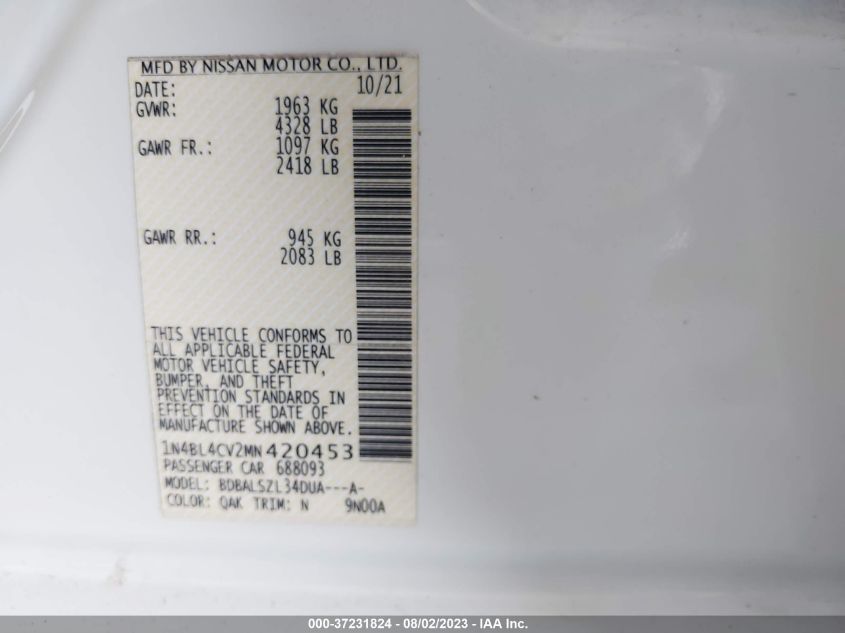 MFD BY NISSAN MOTOR CO., LTD.
DATE: 10/21
GVWR: 1963 KG
4328 LB
GAWR FR.: 1097 KG
2418 LB
GAWR RR.: 945 KG
2083 LB
THIS VEHICLE CONFORMS TO
ALL APPLICABLE FEDERAL
MOTOR VEHICLE SAFETY,
BUMPER, AND THEFT
PREVENTION STANDARDS IN
EFFECT ON THE DATE OF
MANUFACTURE SHOWN ABOVE.
1N4BL4CV2MN420453
PASSENGER CAR 688093
MODEL: BDBALSZL34DUA---A-
COLOR: QAK TRIM: N 9N00A
000-37231824 - 08/02/2023 - IAA Inc.